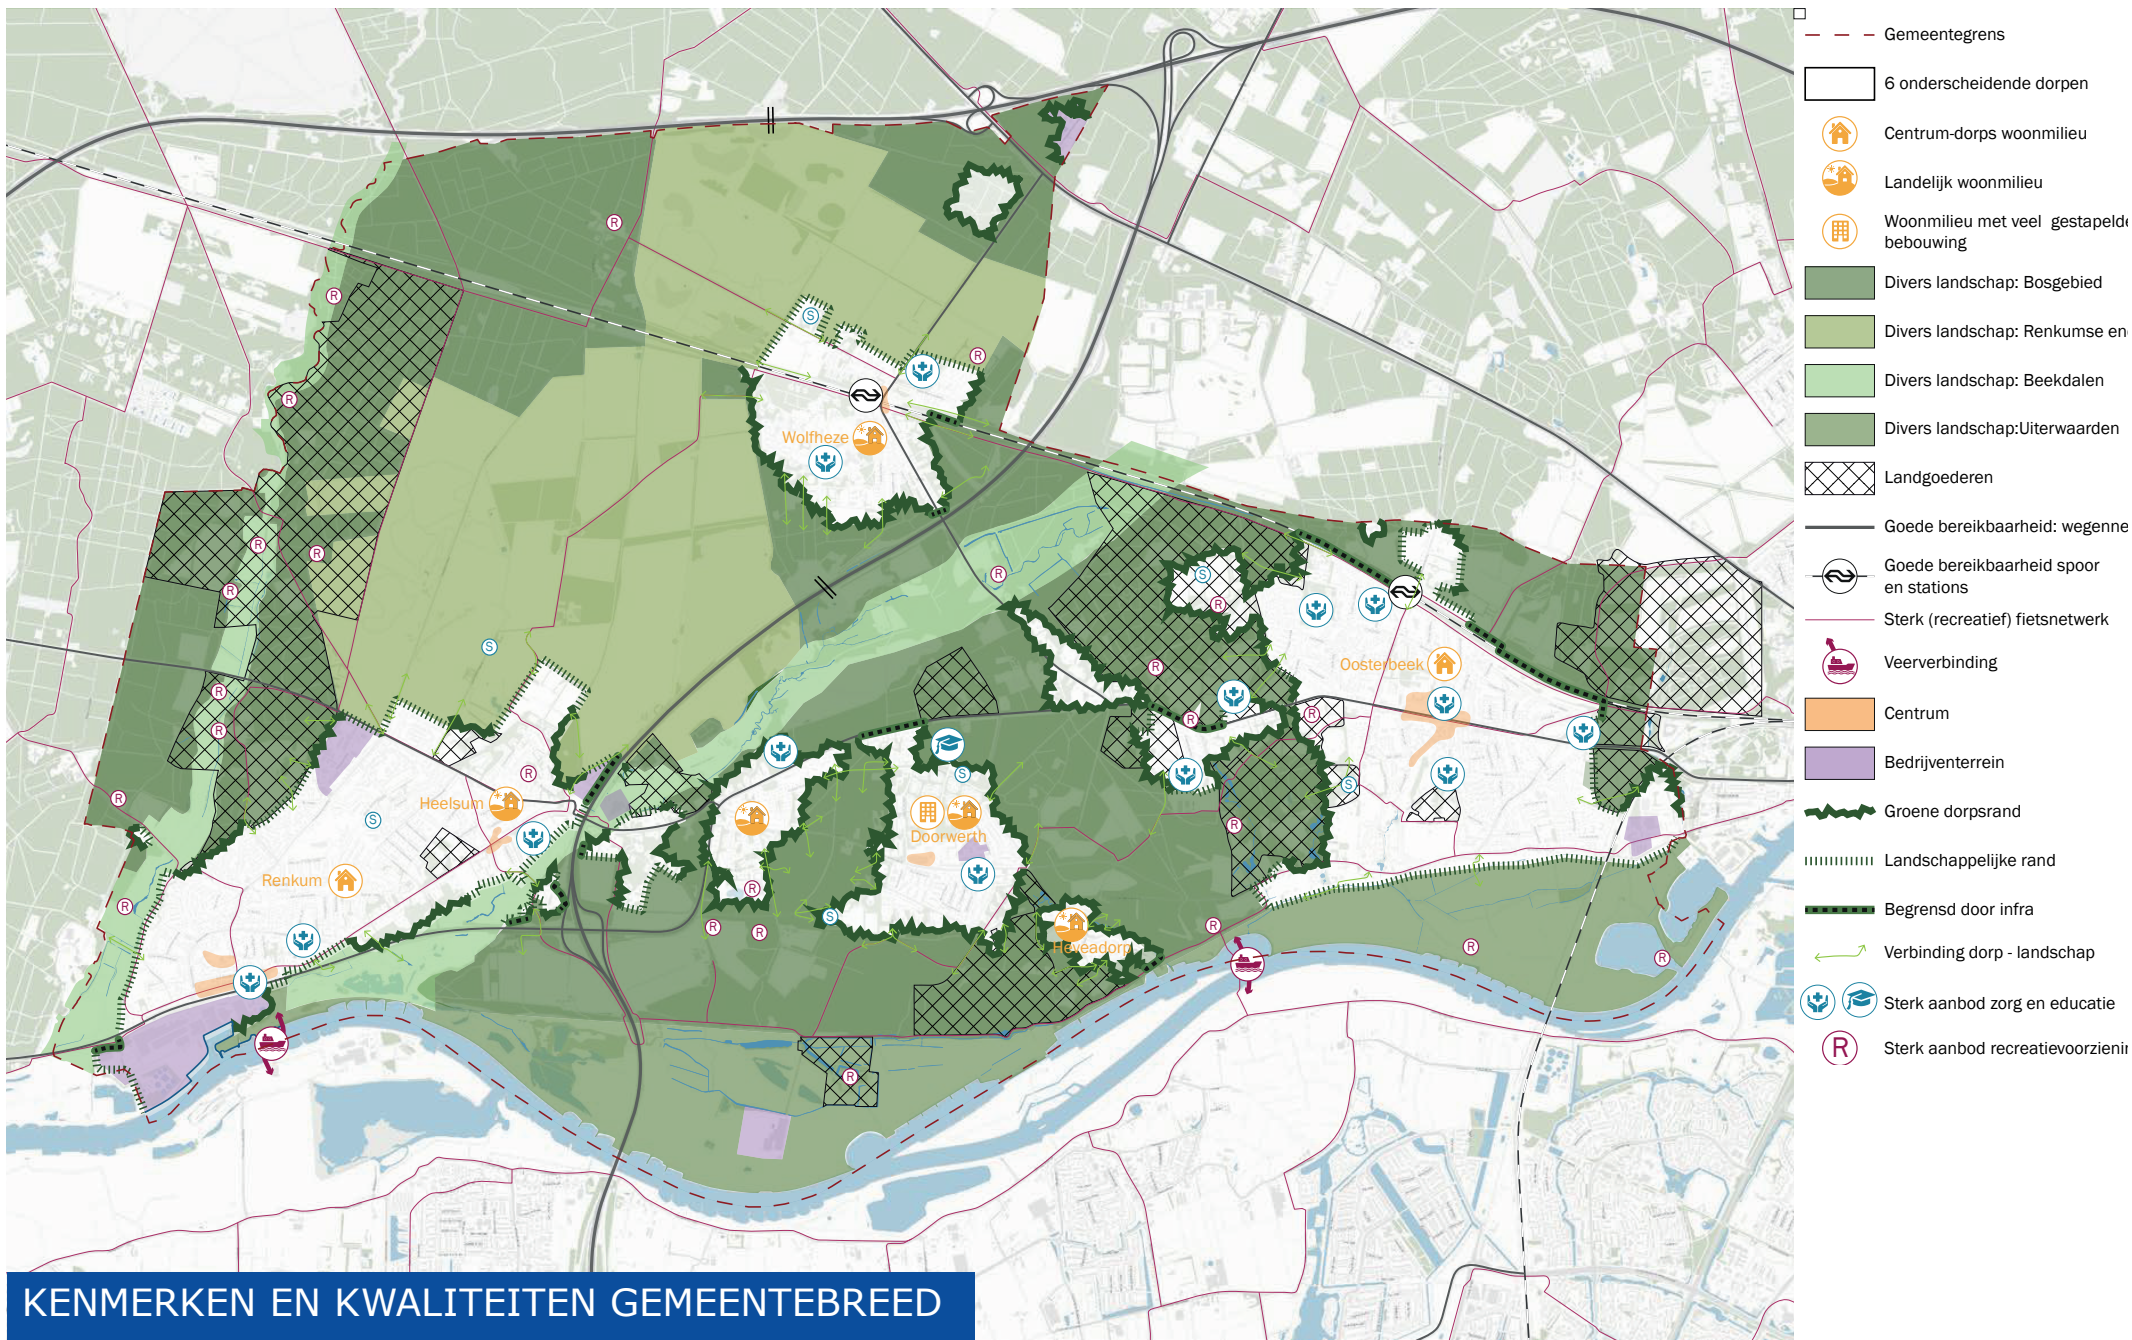 Gemeentegrens
6 onderscheidende dorpen
Centrum-dorps woonmilieu
Landelijk woonmilieu
Woonmilieu met veel gestapelde
bebouwing
Divers landschap: Bosgebied
Divers landschap: Renkumse en
Divers landschap: Beekdalen
Divers landschap:Uiterwaarden
Landgoederen
Goede bereikbaarheid: wegenne
Goede bereikbaarheid spoor
en stations
Sterk (recreatief) fietsnetwerk
Veerverbinding
Centrum
Bedrijventerrein
Groene dorpsrand
Landschappelijke rand
Begrensd door infra
Verbinding dorp - landschap
Sterk aanbod zorg en educatie
R
Sterk aanbod recreatievoorzieni
R
R
S
R
R
Wolfheze
R
R
R
S
R
R
S
R
Oosterbeek
R
R
R
R
R
Heelsum
R
S
S
R
S
Doorwerth
R
Renkum
R
R
S
R
R
Heveadorp
R
R
R
R
KENMERKEN EN KWALITEITEN GEMEENTEBREED